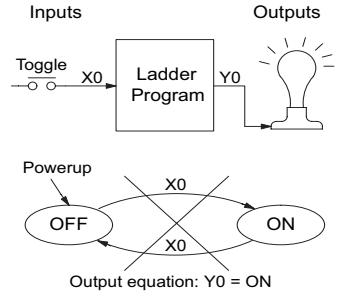 Inputs
Outputs
Toggle
X0
Ladder
Program
Y0
Powerup
X0
OFF
ON
X0
Output equation: Y0 = ON